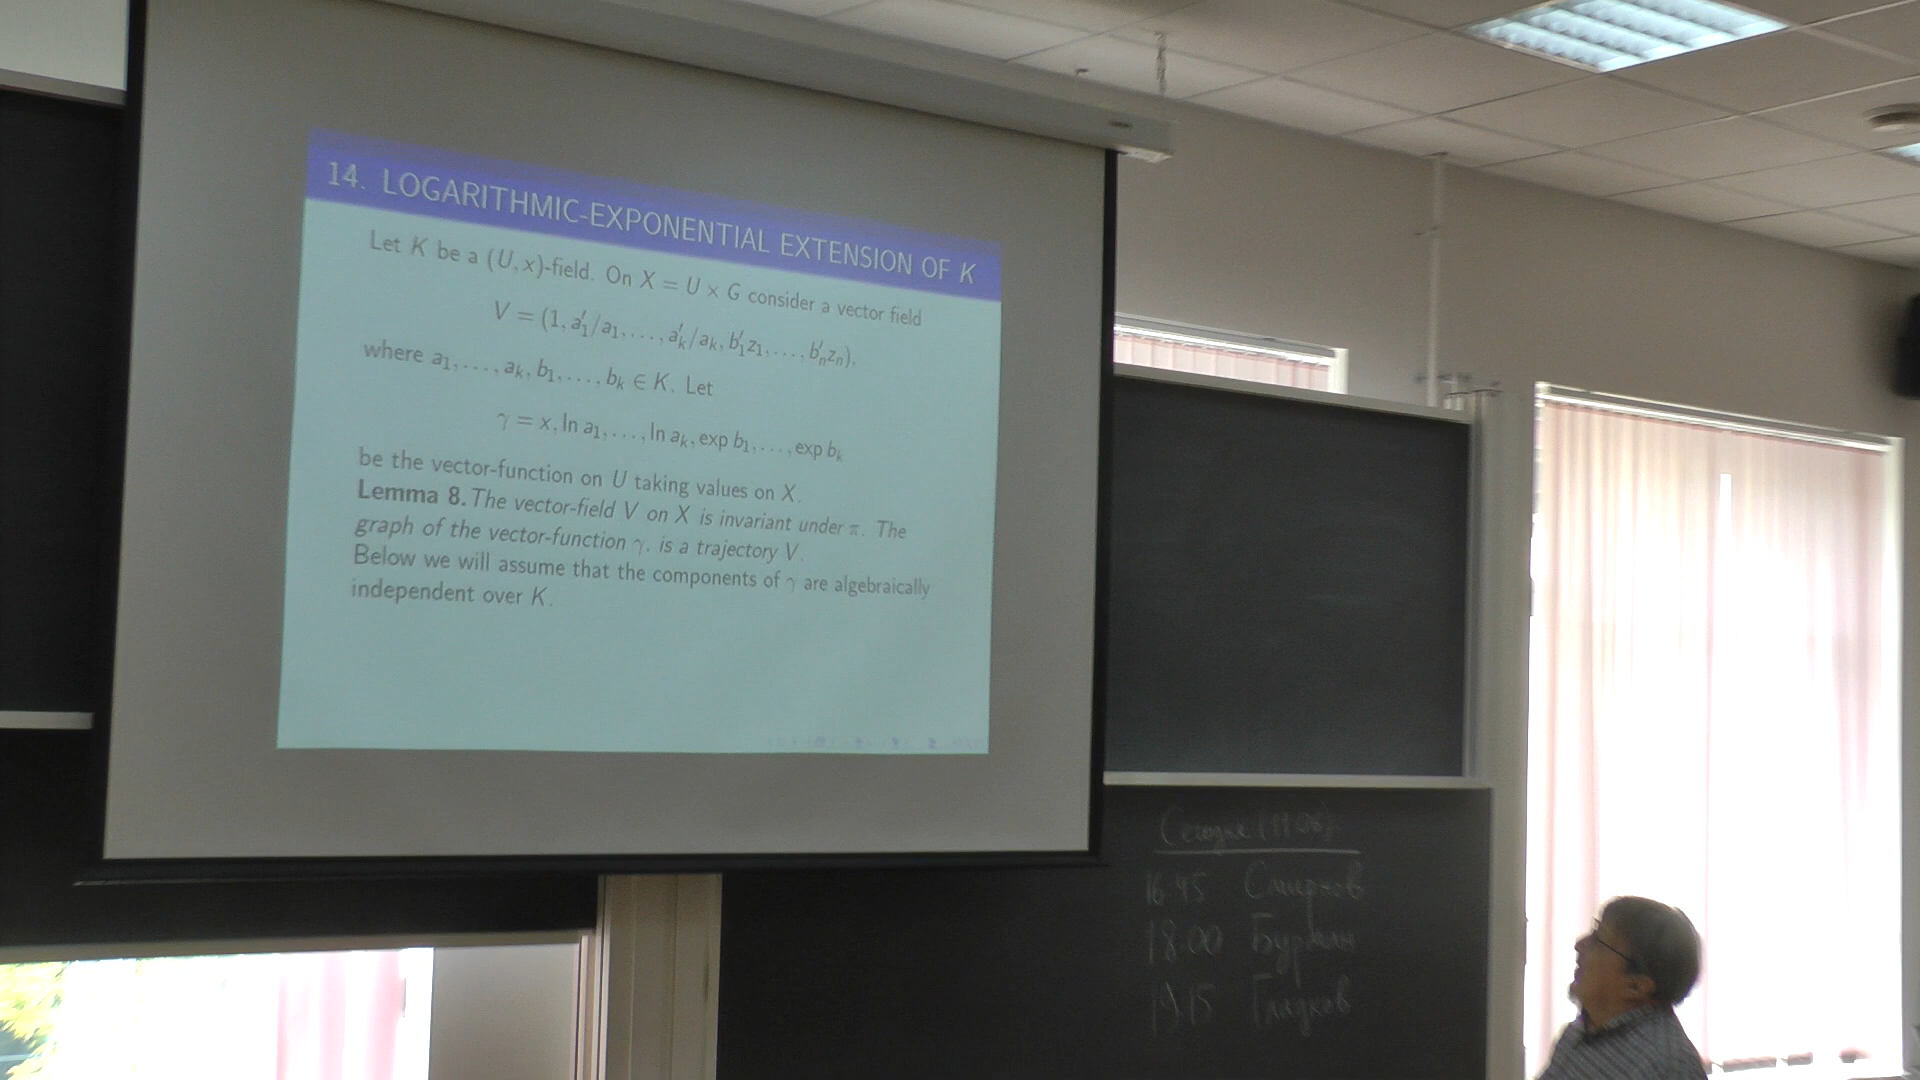 14. LOGARITHMIC-EXPONENTIAL EXTENSION OF K
Let K be a (U, x)-field. On X = U × G consider a vector field
V = (1, a′₁/a₁, . . . , a′ₖ/aₖ, b′₁z₁, . . . , b′ₙzₙ),
where a₁, . . . , aₖ, b₁, . . . , bₖ ∈ K. Let
γ = x, ln a₁, . . . , ln aₖ, exp b₁, . . . , exp bₖ
be the vector-function on U taking values on X.
Lemma 8. The vector-field V on X is invariant under π. The
graph of the vector-function γ, is a trajectory V.
Below we will assume that the components of γ are algebraically
independent over K.
Сегодня (11.06)
16 45 Смирнов
18.00
19.15 Гладков